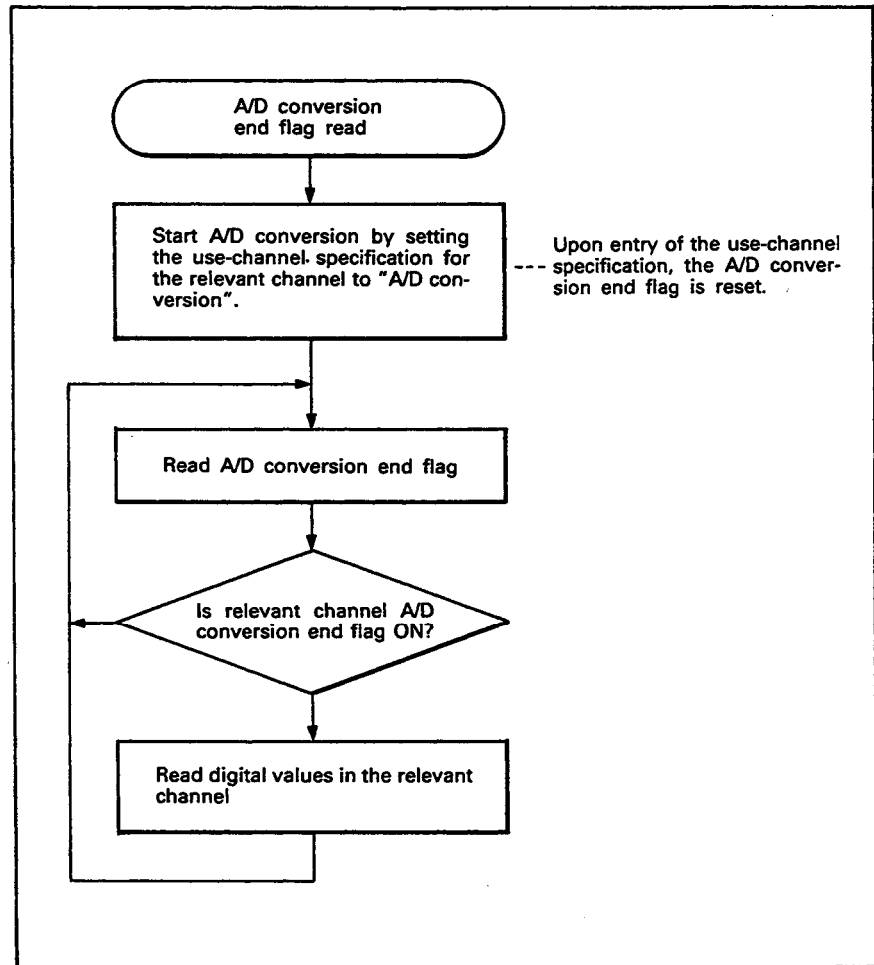 A/D conversion
end flag read
Start A/D conversion by setting
the use-channel specification for
the relevant channel to "A/D con-
version".
Upon entry of the use-channel
specification, the A/D conver-
sion end flag is reset.
Read A/D conversion end flag
Is relevant channel A/D
conversion end flag ON?
Read digital values in the relevant
channel